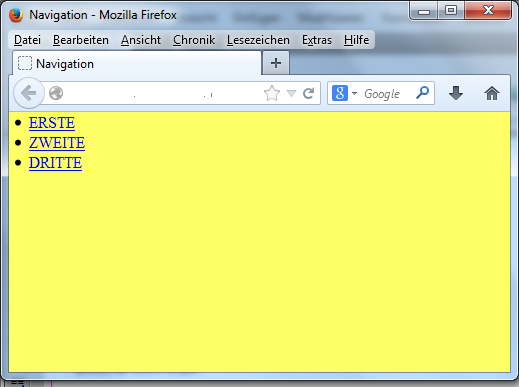 Navigation - Mozilla Firefox
Datei Bearbeiten Ansicht Chronik Lesezeichen Extras Hilfe
Navigation
Google
ERSTE
ZWEITE
DRITTE